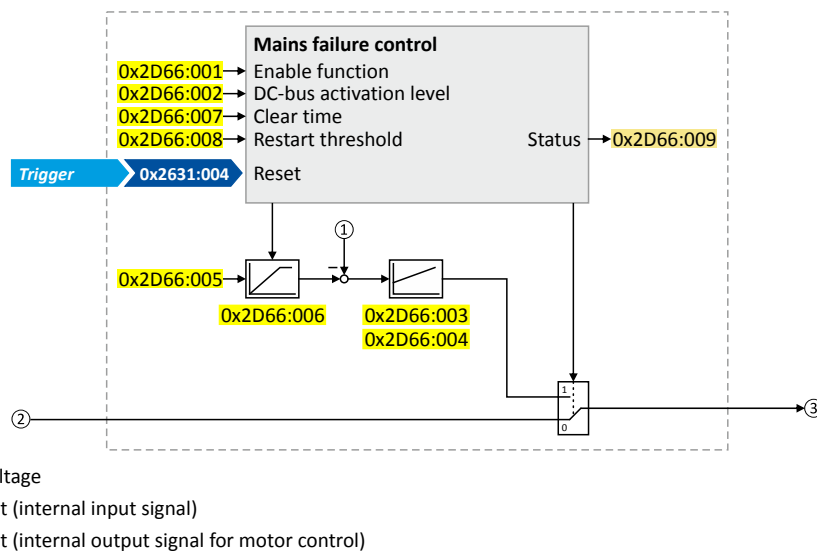 Mains failure control
0x2D66:001 Enable function
0x2D66:002 DC-bus activation level
0x2D66:007 Clear time
0x2D66:008 Restart threshold Status 0x2D66:009
Trigger 0x2631:004 Reset
1
0x2D66:005
0x2D66:006 0x2D66:003
0x2D66:004
1
2 3
0
ltage
t (internal input signal)
t (internal output signal for motor control)